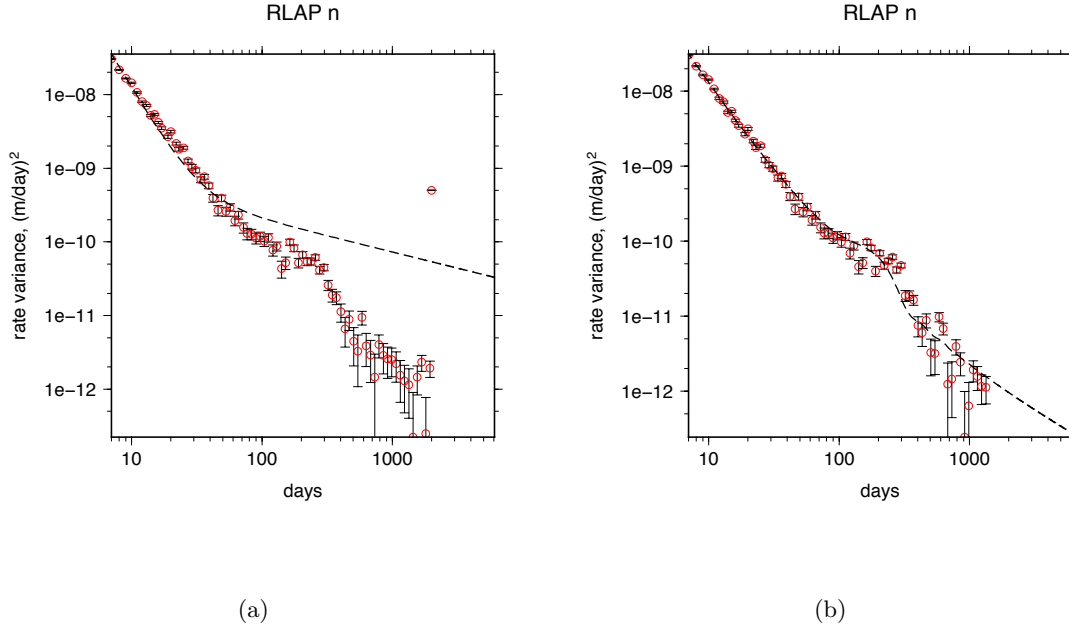 RLAP n
rate variance, (m/day)2
1e−08
1e−09
1e−10
1e−11
1e−12
10 100 1000
days
(a)
RLAP n
rate variance, (m/day)2
1e−08
1e−09
1e−10
1e−11
1e−12
10 100 1000
days
(b)